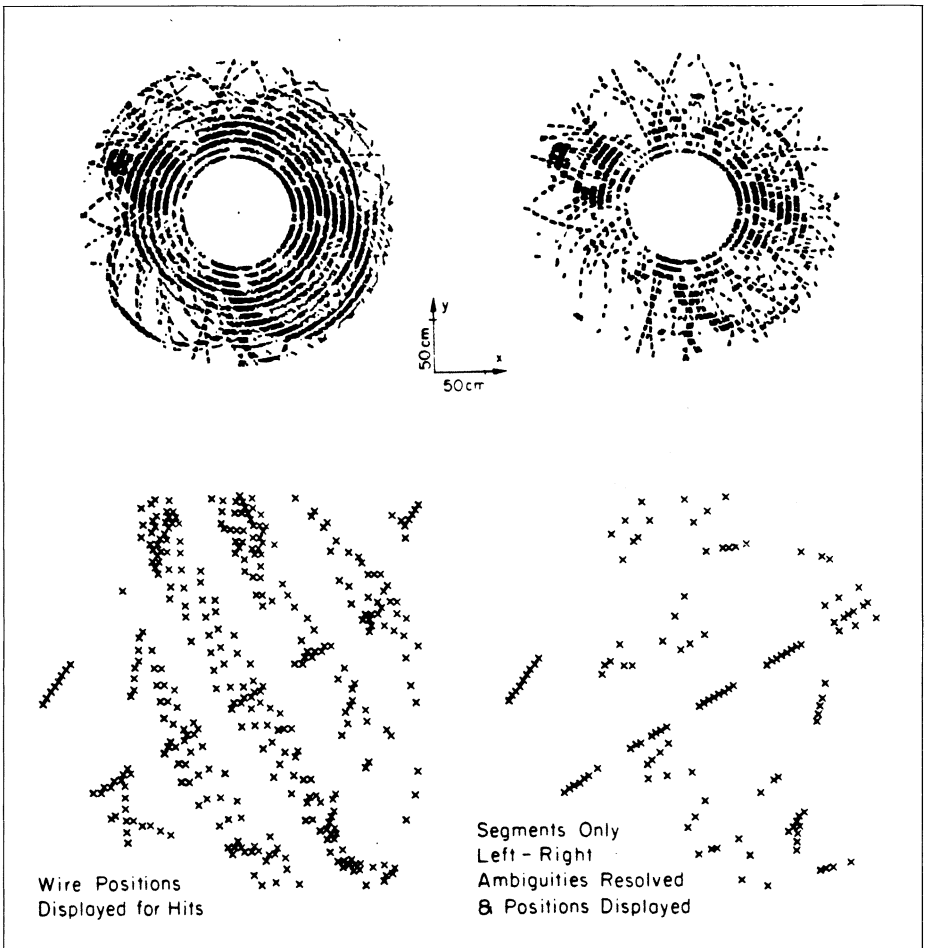 y
50cm
x
50cm
Segments Only
Left - Right
Wire Positions
Ambiguities Resolved
Displayed for Hits
& Positions Displayed